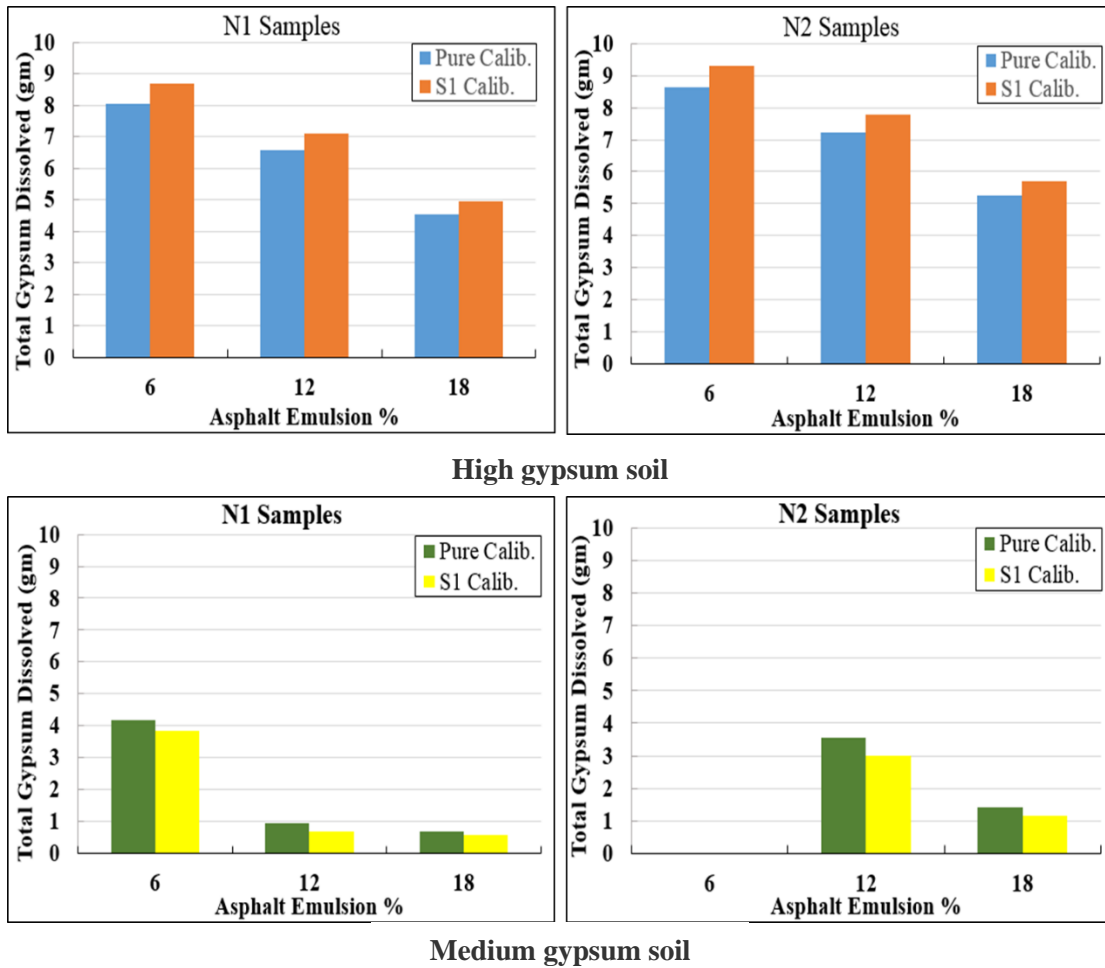 N1 Samples
Pure Calib.
S1 Calib.
Total Gypsum Dissolved (gm)
10
9
8
7
6
5
4
3
2
1
0
6 12 18
Asphalt Emulsion %
N2 Samples
Pure Calib.
S1 Calib.
Total Gypsum Dissolved (gm)
10
9
8
7
6
5
4
3
2
1
0
6 12 18
Asphalt Emulsion %
High gypsum soil
N1 Samples
Pure Calib.
S1 Calib.
Total Gypsum Dissolved (gm)
10
9
8
7
6
5
4
3
2
1
0
6 12 18
Asphalt Emulsion %
N2 Samples
Pure Calib.
S1 Calib.
Total Gypsum Dissolved (gm)
10
9
8
7
6
5
4
3
2
1
0
6 12 18
Asphalt Emulsion %
Medium gypsum soil